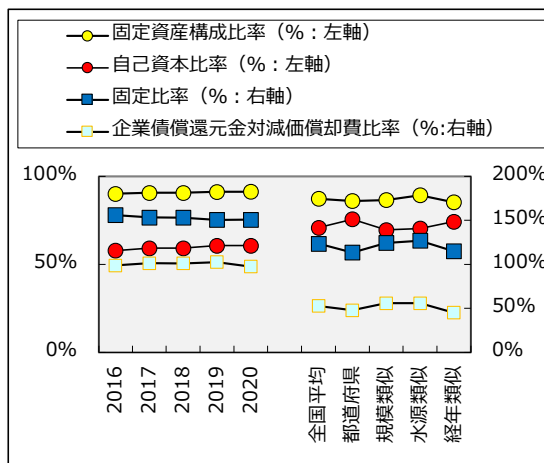 固定資産構成比率（%：左軸）
自己資本比率（%：左軸）
固定比率（%：右軸）
企業債償還元金対減価償却費比率（%:右軸）
100%
50%
0%
200%
150%
100%
50%
0%
2016
2017
2018
2019
2020
全国平均
都道府県
規模類似
水源類似
経年類似